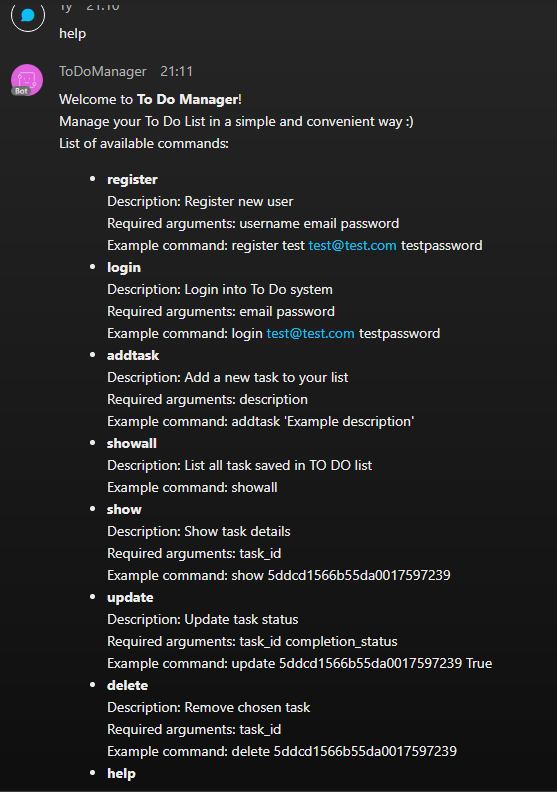 Ty 21:10
help
ToDoManager 21:11
Bot
Welcome to To Do Manager!
Manage your To Do List in a simple and convenient way :)
List of available commands:
• register
Description: Register new user
Required arguments: username email password
Example command: register test test@test.com testpassword
• login
Description: Login into To Do system
Required arguments: email password
Example command: login test@test.com testpassword
• addtask
Description: Add a new task to your list
Required arguments: description
Example command: addtask 'Example description'
• showall
Description: List all task saved in TO DO list
Example command: showall
• show
Description: Show task details
Required arguments: task_id
Example command: show 5ddcd1566b55da0017597239
• update
Description: Update task status
Required arguments: task_id completion_status
Example command: update 5ddcd1566b55da0017597239 True
• delete
Description: Remove chosen task
Required arguments: task_id
Example command: delete 5ddcd1566b55da0017597239
• help